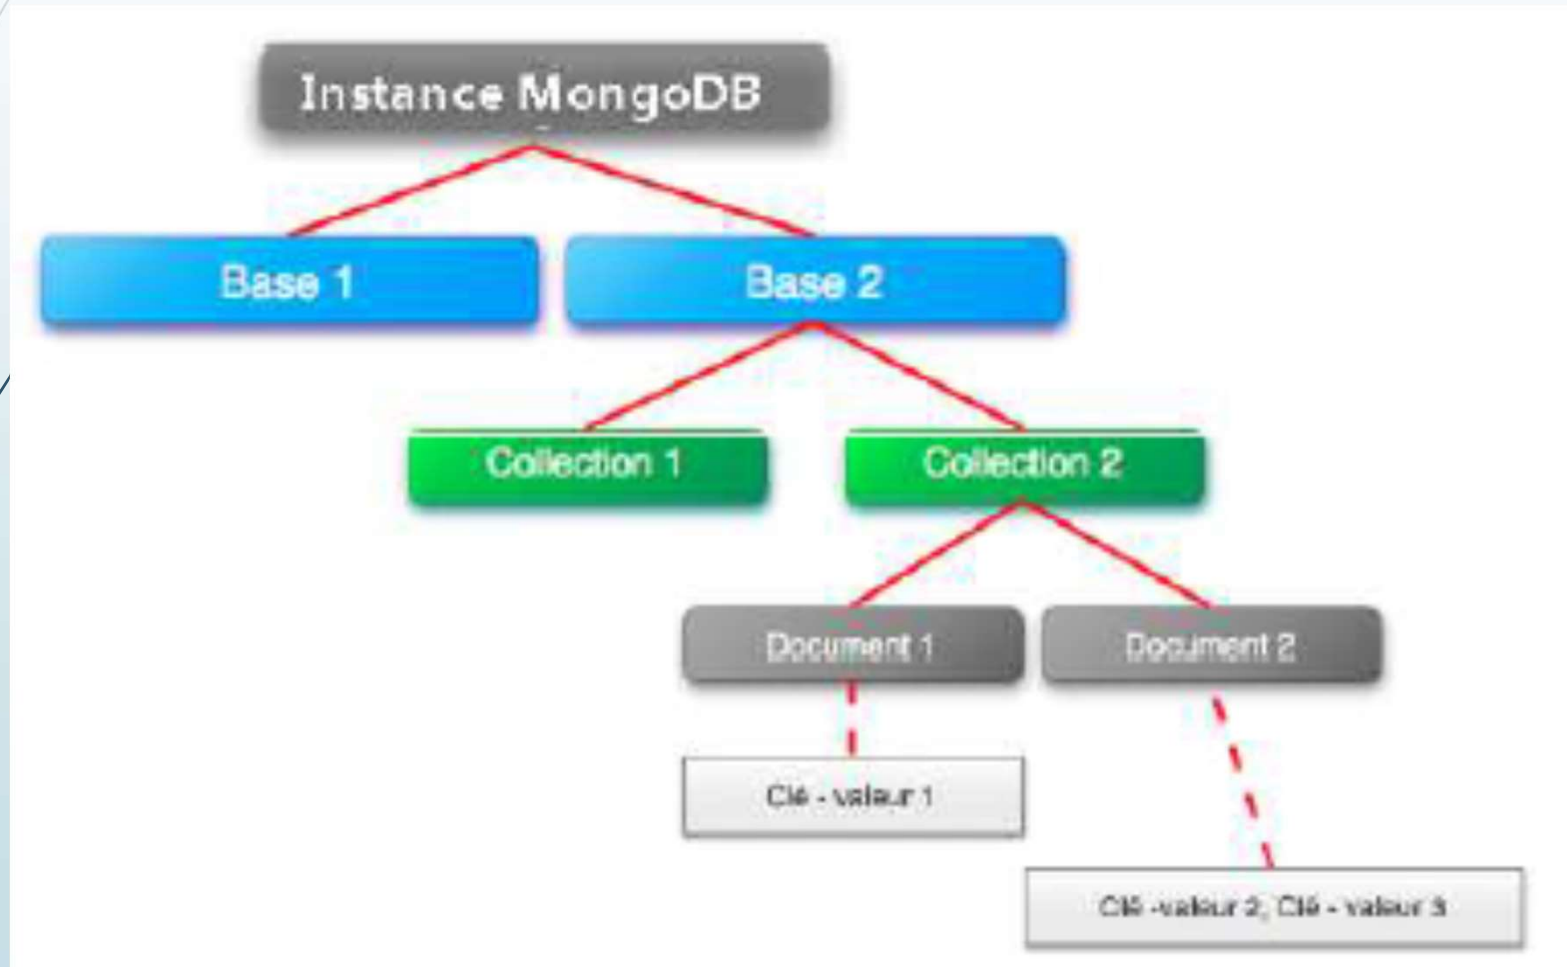 Instance MongoDB
Base 1
Base 2
Collection 1
Collection 2
Document 1
Document 2
Clé - valeur 1
Clé -valeur 2, Clé - valeur 3